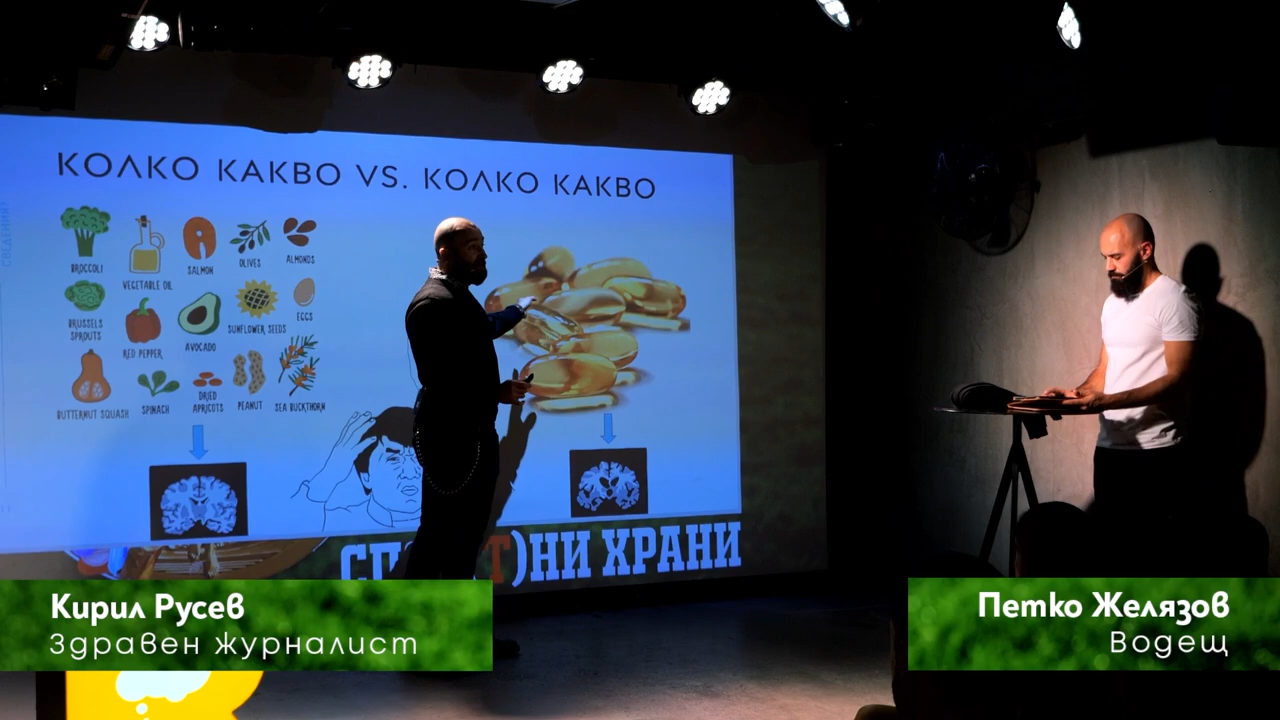 КОЛКО КАКВО VS. КОЛКО КАКВО
BROCCOLI
VEGETABLE OIL
SALMON
OLIVES
ALMONDS
BRUSSELS
SPROUTS
RED PEPPER
AVOCADO
SUNFLOWER SEEDS
EGGS
BUTTERNUT SQUASH
SPINACH
DRIED
APRICOTS
PEANUT
SEA BUCKTHORN
)НИ ХРАНИ
Кирил Русев
Здравен журналист
Петко Желязов
Водещ